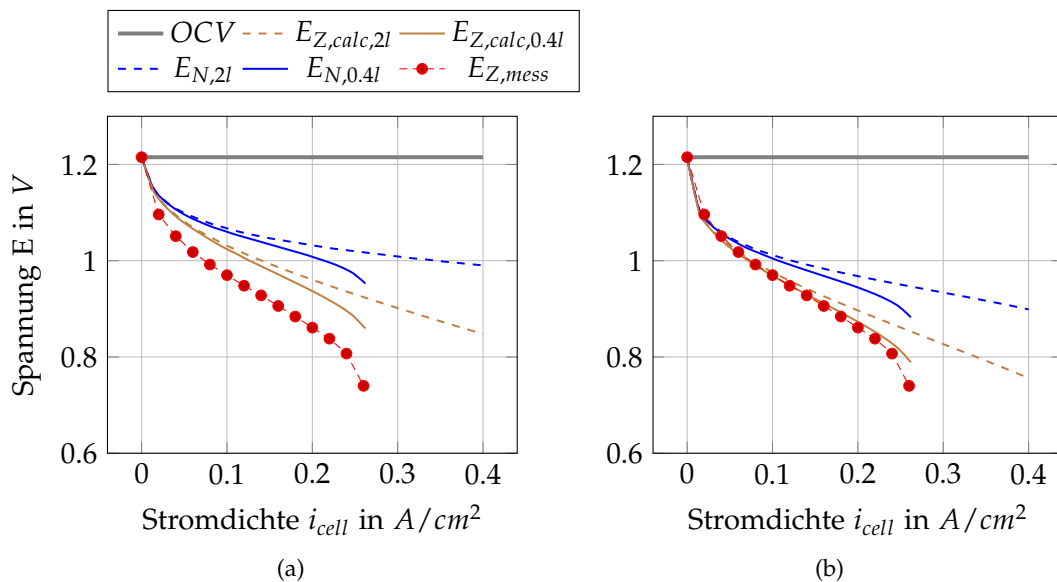 OCV E_{Z,calc,2l} E_{Z,calc,0.4l}
E_{N,2l} E_{N,0.4l} E_{Z,mess}
Spannung E in V
1.2
1
0.8
0.6
0 0.1 0.2 0.3 0.4
Stromdichte i_{cell} in A/cm^2
(a)
1.2
1
0.8
0.6
0 0.1 0.2 0.3 0.4
Stromdichte i_{cell} in A/cm^2
(b)